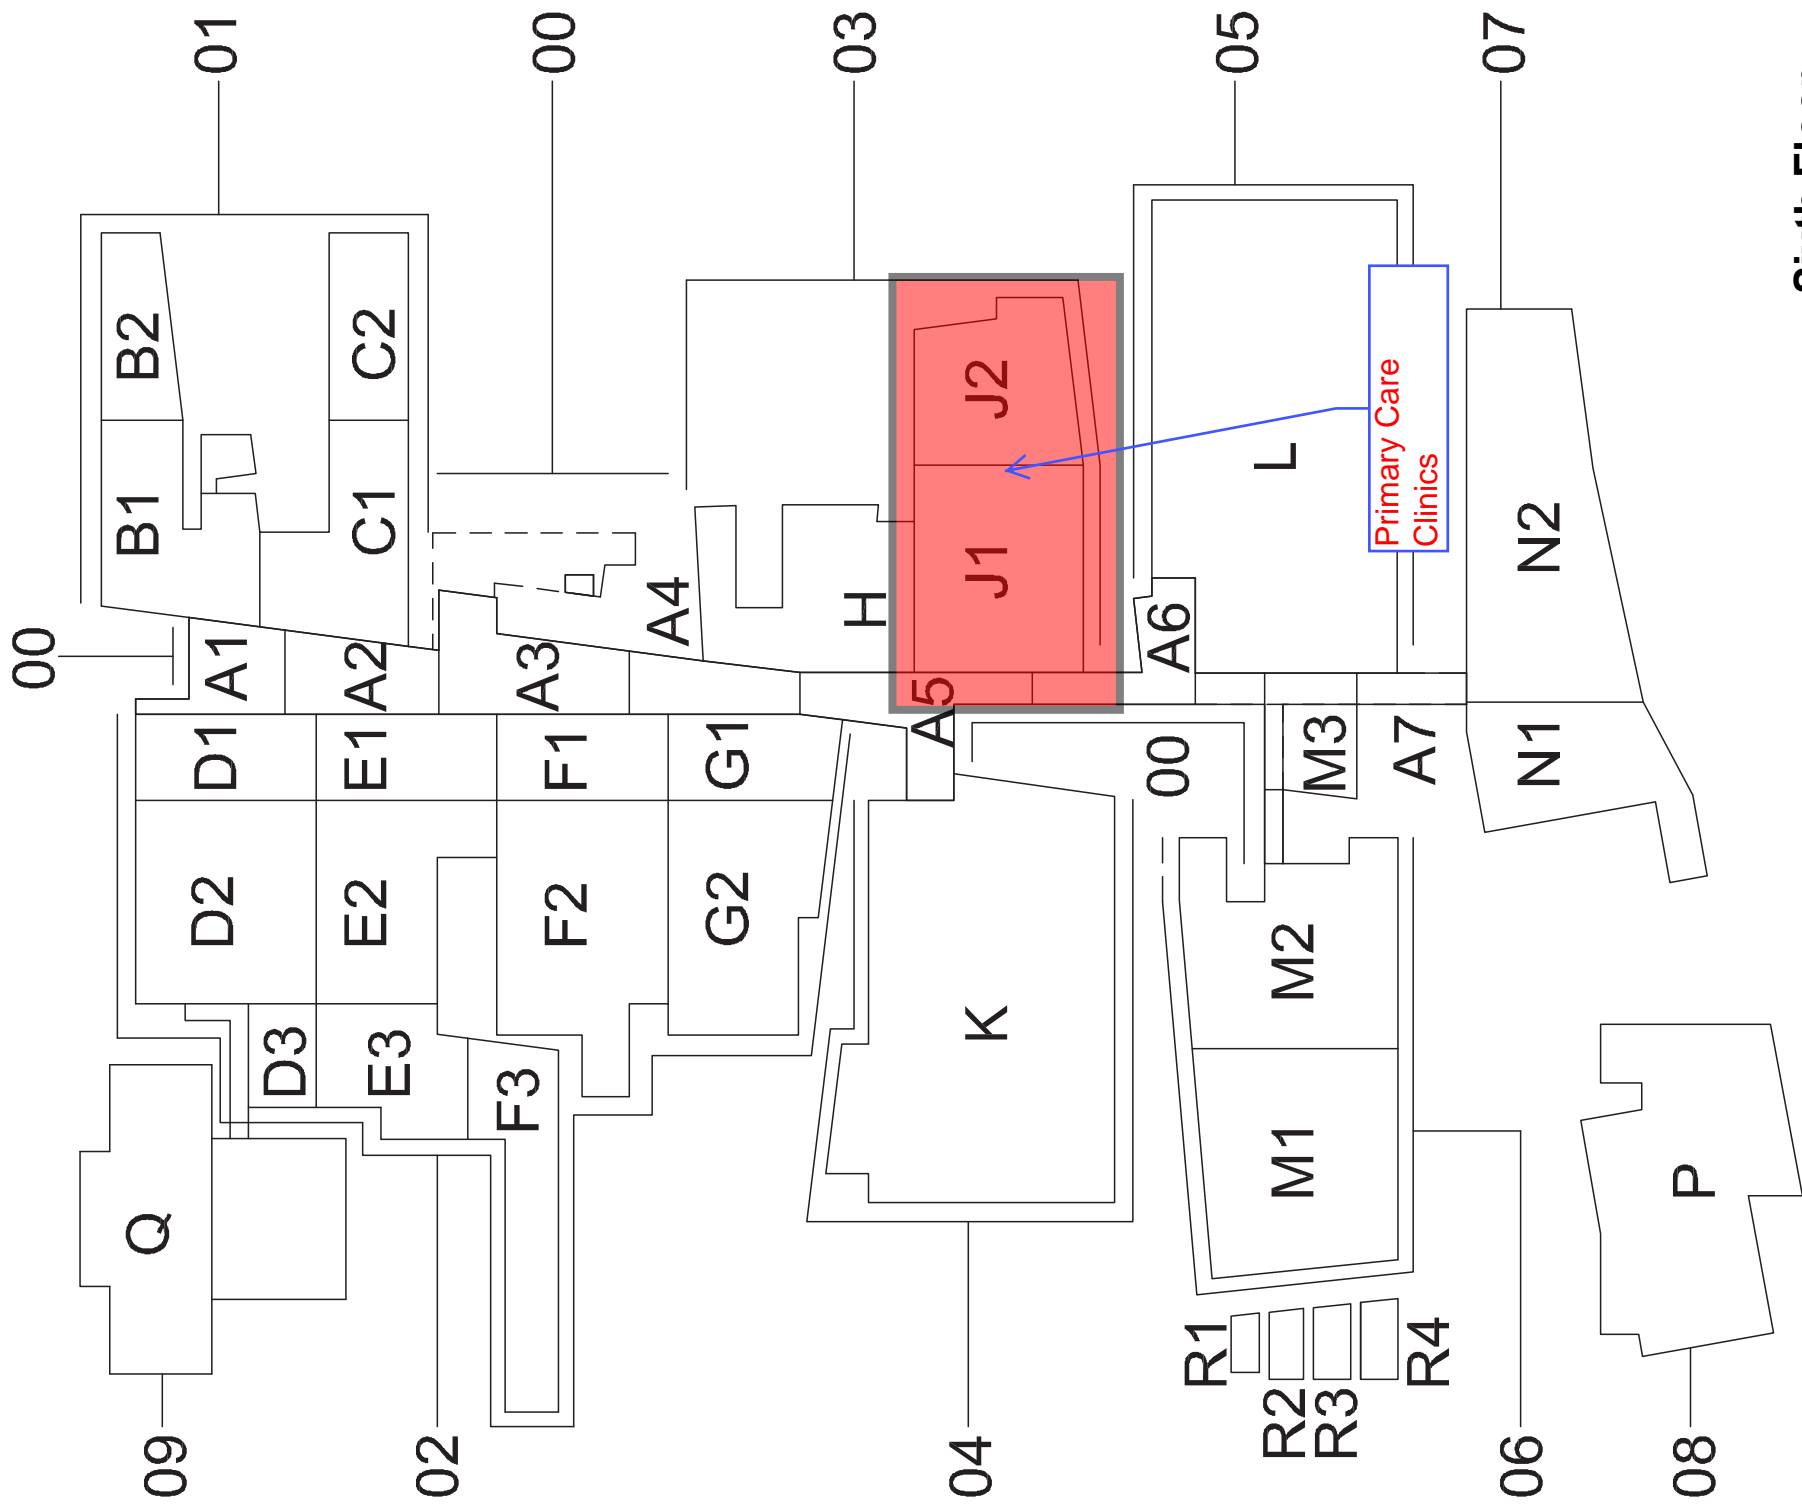 00
Q B1 B2
09
D2 D1 A1 01
D3
E2 E1 A2 C1 C2
E3
02
F3
F2 F1 A3 00
A4
G2 G1
H 03
A5
04 K J1 J2
00 A6
R1
05
R2 M1 M2 L
R3 M3
Primary Care
Clinics
R4 A7
06 N1 N2 07
08 P